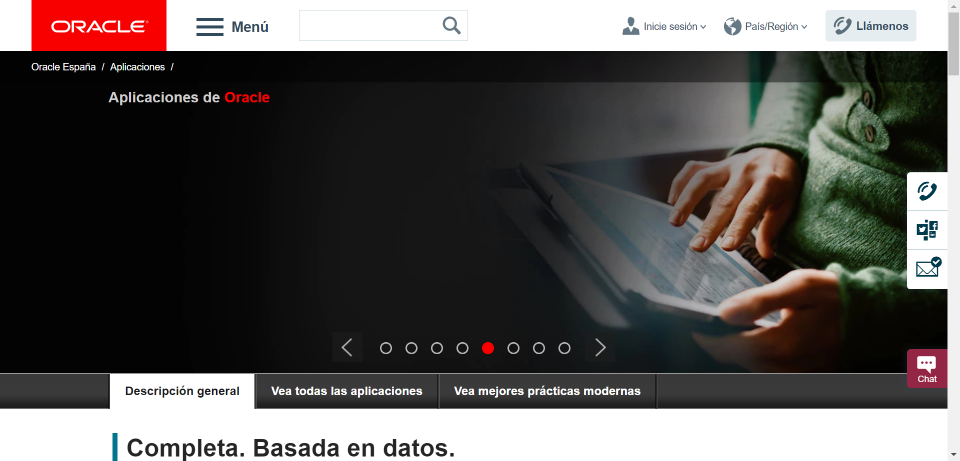 ORACLE
Menú
Inicie sesión
País/Región
Llámenos
Oracle España / Aplicaciones /
Aplicaciones de Oracle
Chat
Descripción general
Vea todas las aplicaciones
Vea mejores prácticas modernas
Completa. Basada en datos.